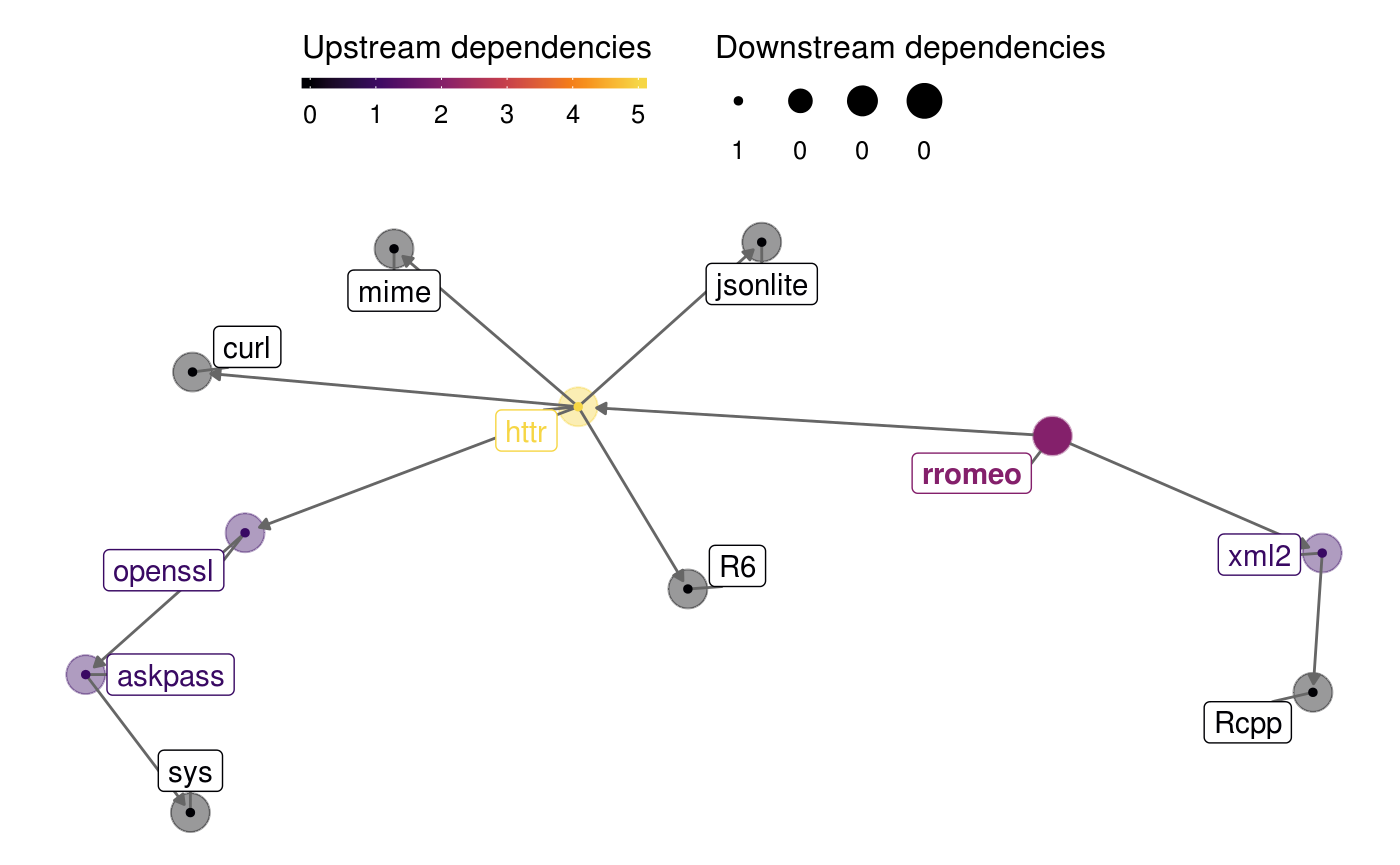 Upstream dependencies
0 1 2 3 4 5
Downstream dependencies
1 0 0 0
mime
jsonlite
curl
httr
rromeo
openssl
R6
xml2
askpass
Rcpp
sys